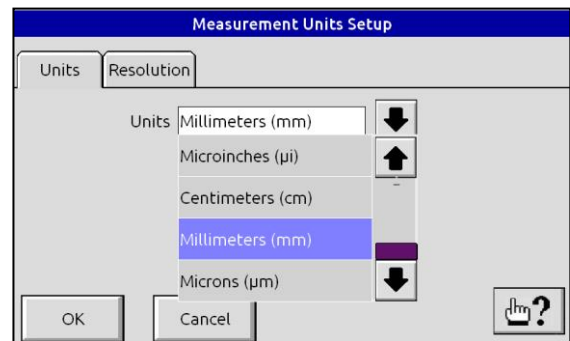 Measurement Units Setup
Units Resolution
Units Millimeters (mm)
Microinches (µi)
Centimeters (cm)
Millimeters (mm)
Microns (µm)
OK Cancel ?